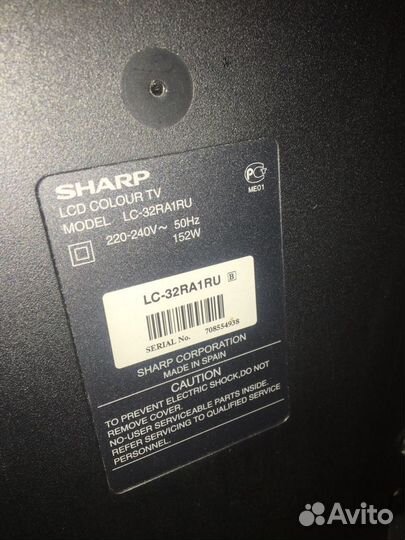 SHARP
LCD COLOUR TV
MODEL LC-32RA1RU
220-240V~ 50Hz
152W
PC
ME01
LC-32RA1RU B
SERIAL No. 708554938
SHARP CORPORATION
MADE IN SPAIN
CAUTION
TO PREVENT ELECTRIC SHOCK,DO NOT
REMOVE COVER.
NO-USER SERVICEABLE PARTS INSIDE.
REFER SERVICING TO QUALIFIED SERVICE
PERSONNEL.
Avito